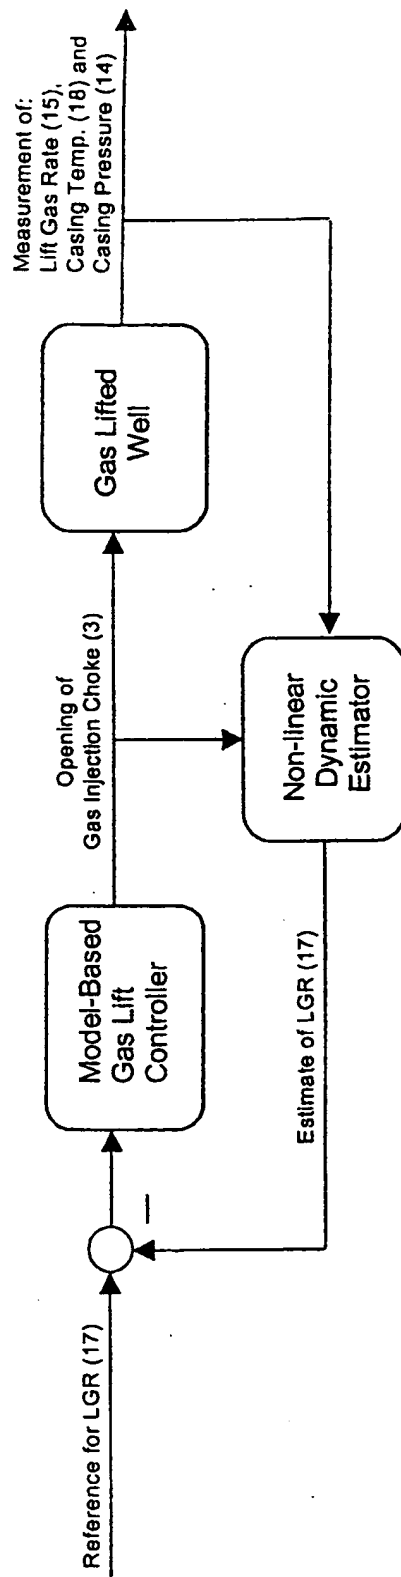 Reference for LGR (17)
—
Model-Based
Gas Lift
Controller
Opening of
Gas Injection Choke (3)
Gas Lifted
Well
Measurement of:
Lift Gas Rate (15),
Casing Temp. (18) and
Casing Pressure (14)
Non-linear
Dynamic
Estimator
Estimate of LGR (17)